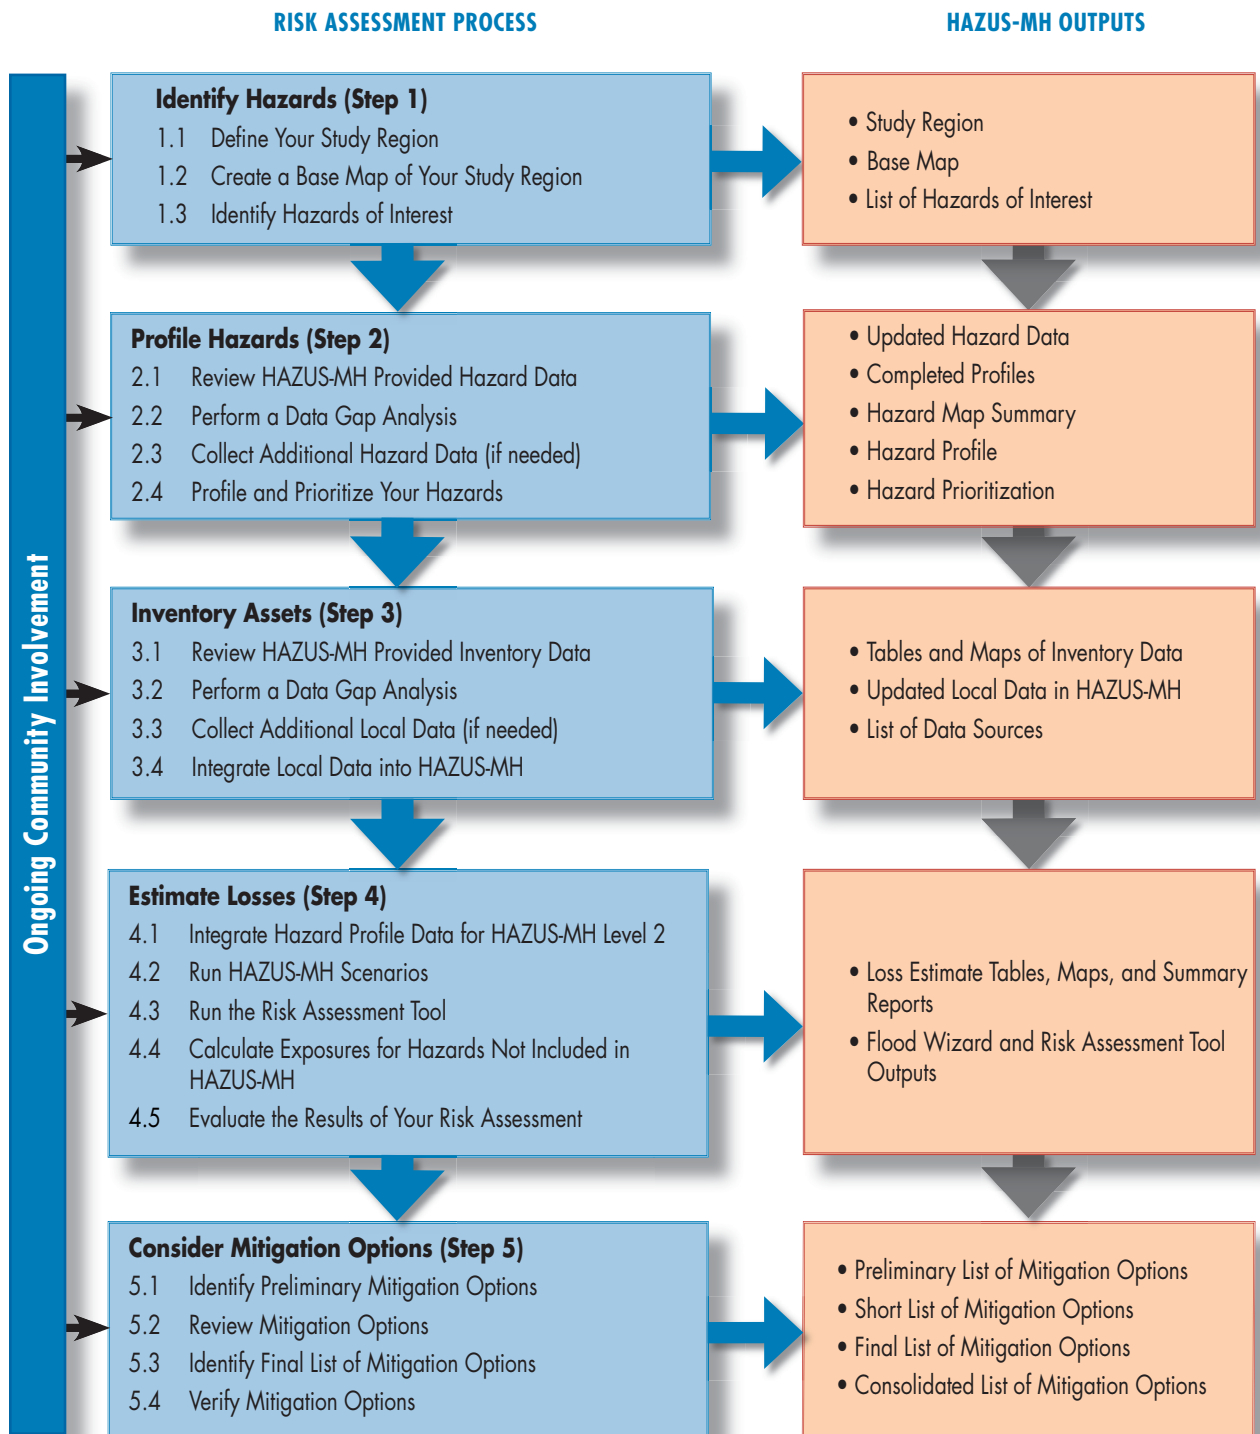 RISK ASSESSMENT PROCESS
HAZUS-MH OUTPUTS
Ongoing Community Involvement
Identify Hazards (Step 1)
1.1 Define Your Study Region
1.2 Create a Base Map of Your Study Region
1.3 Identify Hazards of Interest
• Study Region
• Base Map
• List of Hazards of Interest
Profile Hazards (Step 2)
2.1 Review HAZUS-MH Provided Hazard Data
2.2 Perform a Data Gap Analysis
2.3 Collect Additional Hazard Data (if needed)
2.4 Profile and Prioritize Your Hazards
• Updated Hazard Data
• Completed Profiles
• Hazard Map Summary
• Hazard Profile
• Hazard Prioritization
Inventory Assets (Step 3)
3.1 Review HAZUS-MH Provided Inventory Data
3.2 Perform a Data Gap Analysis
3.3 Collect Additional Local Data (if needed)
3.4 Integrate Local Data into HAZUS-MH
• Tables and Maps of Inventory Data
• Updated Local Data in HAZUS-MH
• List of Data Sources
Estimate Losses (Step 4)
4.1 Integrate Hazard Profile Data for HAZUS-MH Level 2
4.2 Run HAZUS-MH Scenarios
4.3 Run the Risk Assessment Tool
4.4 Calculate Exposures for Hazards Not Included in
HAZUS-MH
4.5 Evaluate the Results of Your Risk Assessment
• Loss Estimate Tables, Maps, and Summary
Reports
• Flood Wizard and Risk Assessment Tool
Outputs
Consider Mitigation Options (Step 5)
5.1 Identify Preliminary Mitigation Options
5.2 Review Mitigation Options
5.3 Identify Final List of Mitigation Options
5.4 Verify Mitigation Options
• Preliminary List of Mitigation Options
• Short List of Mitigation Options
• Final List of Mitigation Options
• Consolidated List of Mitigation Options